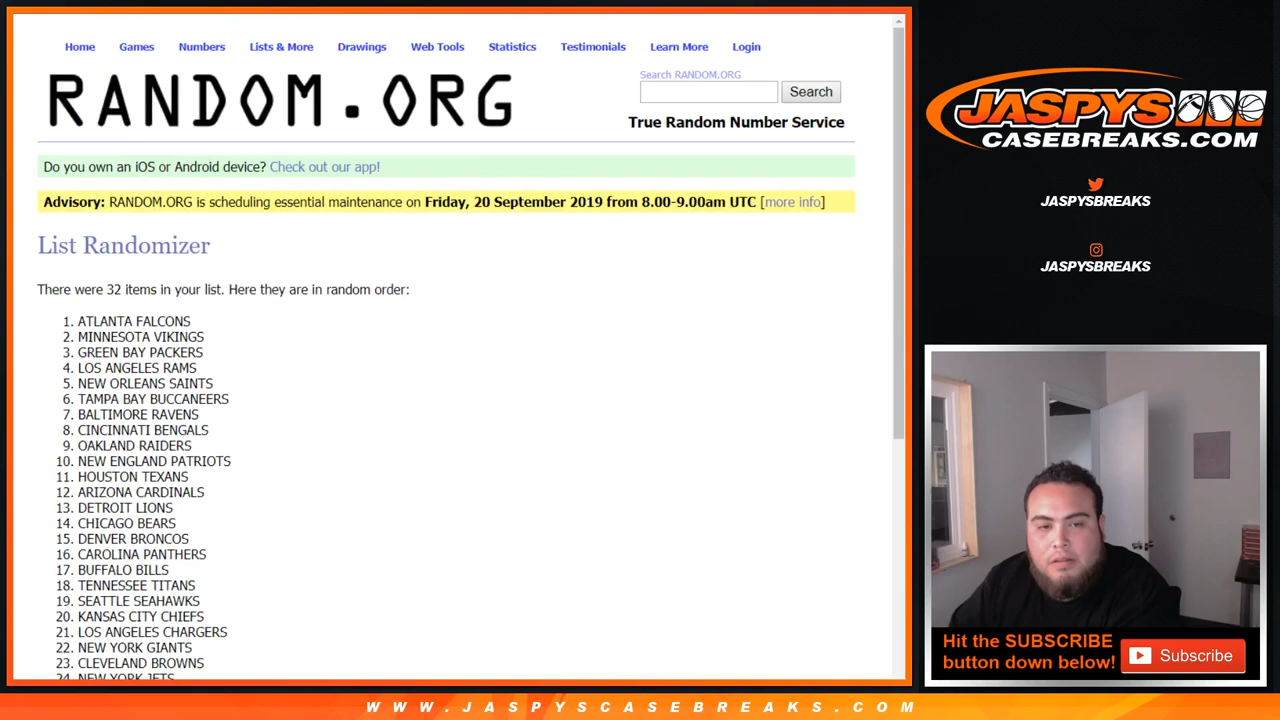 Home Games Numbers Lists & More Drawings Web Tools Statistics Testimonials Learn More Login
RANDOM.ORG
Search RANDOM.ORG
Search
True Random Number Service
Do you own an iOS or Android device? Check out our app!
Advisory: RANDOM.ORG is scheduling essential maintenance on Friday, 20 September 2019 from 8.00-9.00am UTC [more info]
List Randomizer
There were 32 items in your list. Here they are in random order:
1. ATLANTA FALCONS
2. MINNESOTA VIKINGS
3. GREEN BAY PACKERS
4. LOS ANGELES RAMS
5. NEW ORLEANS SAINTS
6. TAMPA BAY BUCCANEERS
7. BALTIMORE RAVENS
8. CINCINNATI BENGALS
9. OAKLAND RAIDERS
10. NEW ENGLAND PATRIOTS
11. HOUSTON TEXANS
12. ARIZONA CARDINALS
13. DETROIT LIONS
14. CHICAGO BEARS
15. DENVER BRONCOS
16. CAROLINA PANTHERS
17. BUFFALO BILLS
18. TENNESSEE TITANS
19. SEATTLE SEAHAWKS
20. KANSAS CITY CHIEFS
21. LOS ANGELES CHARGERS
22. NEW YORK GIANTS
23. CLEVELAND BROWNS
24. NEW YORK JETS
JASPYS
CASEBREAKS.COM
JASPYSBREAKS
JASPYSBREAKS
Hit the SUBSCRIBE
button down below!
Subscribe
WWW.JASPYSCASEBREAKS.COM